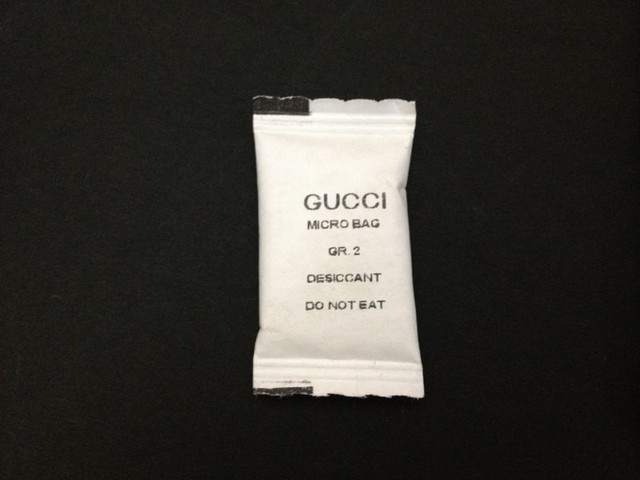 GUCCI
MICRO BAG
GR. 2
DESICCANT
DO NOT EAT